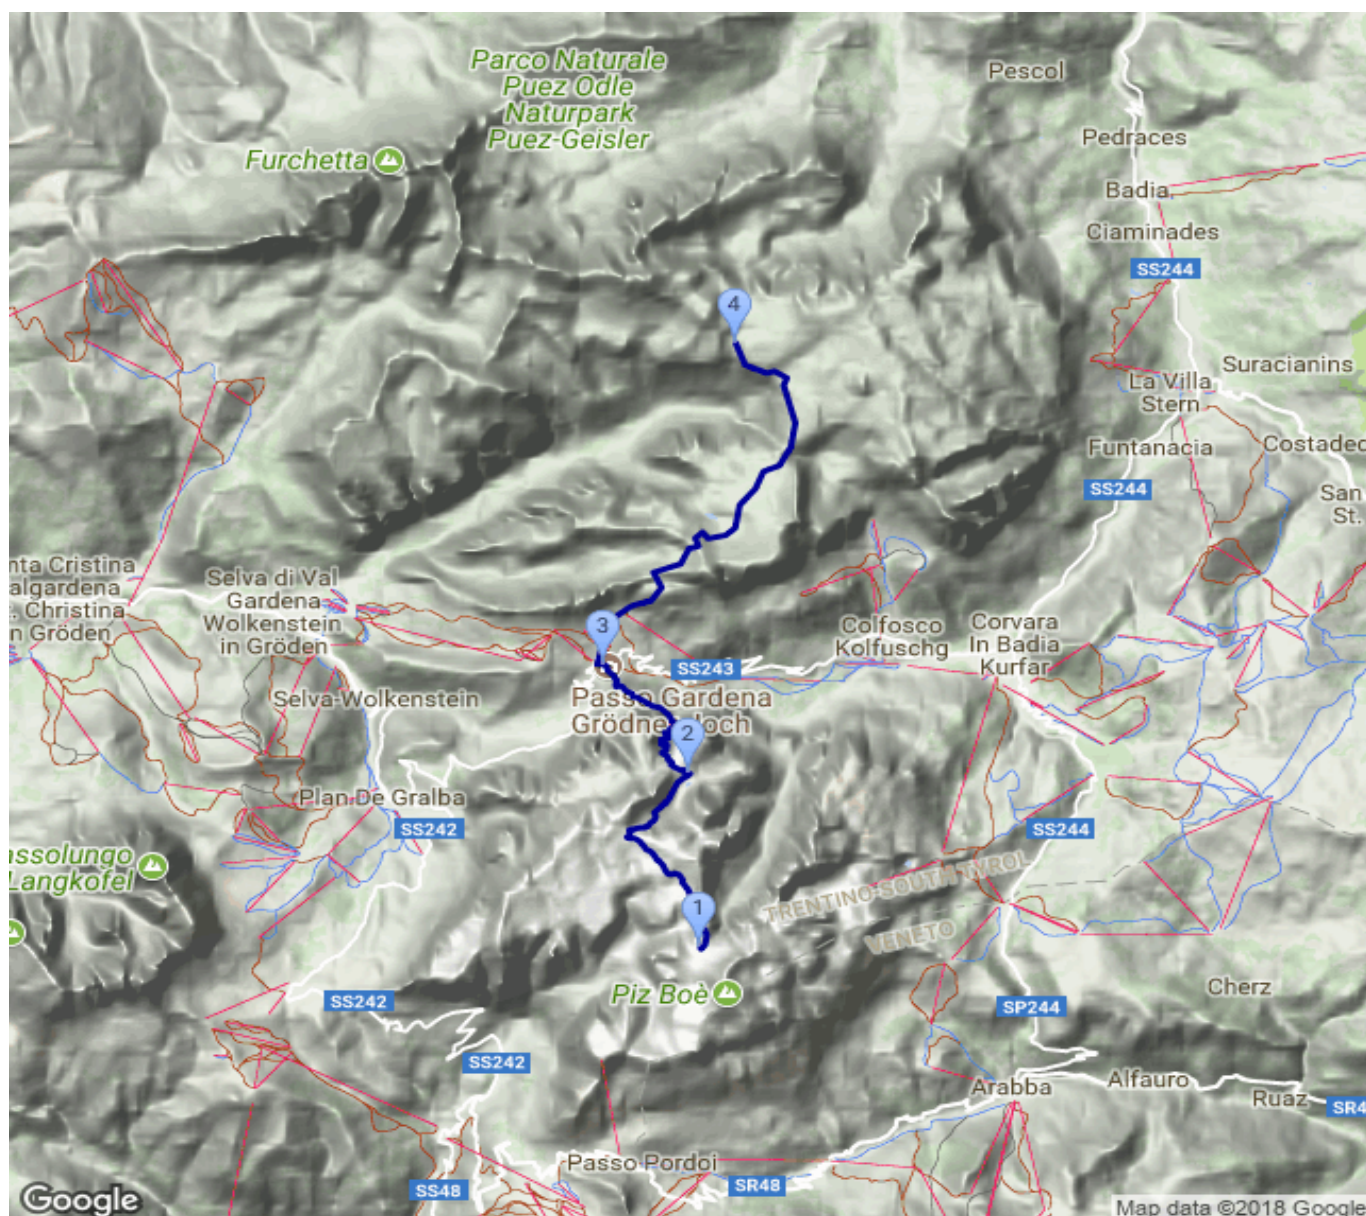 Parco Naturale
Puez Odle
Naturpark
Puez-Geisler
Pescol
Furchetta
Pedraces
Badia
Ciaminades
SS244
4
Suracianins
La Villa
Stern
Funtanacia
Costadec
SS244
San
St.
nta Cristina
algardena
. Christina
n Gröden
Selva di Val
Gardena
Wolkenstein
in Gröden
3
Colfosco
Kolfuschg
Corvara
In Badia
Kurfar
SS243
Selva-Wolkenstein
Passo Gardena
2
Plan De Gralba
SS242
SS244
assolungo
Langkofel
TRENTINO-SOUTH TYROL
VENETO
1
Piz Boè
SS242
SP244
Cherz
SS242
Arabba
Alfauro
Ruaz
SR4
Passo Pordoi
SS48
SR48
Google
Map data ©2018 Google